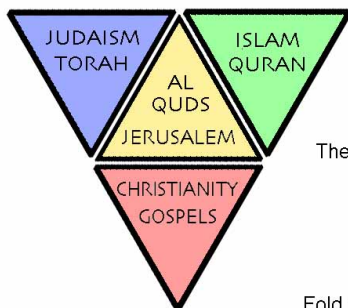 JUDAISM
TORAH
ISLAM
QURAN
AL
QUDS
JERUSALEM
The
CHRISTIANITY
GOSPELS
Fold